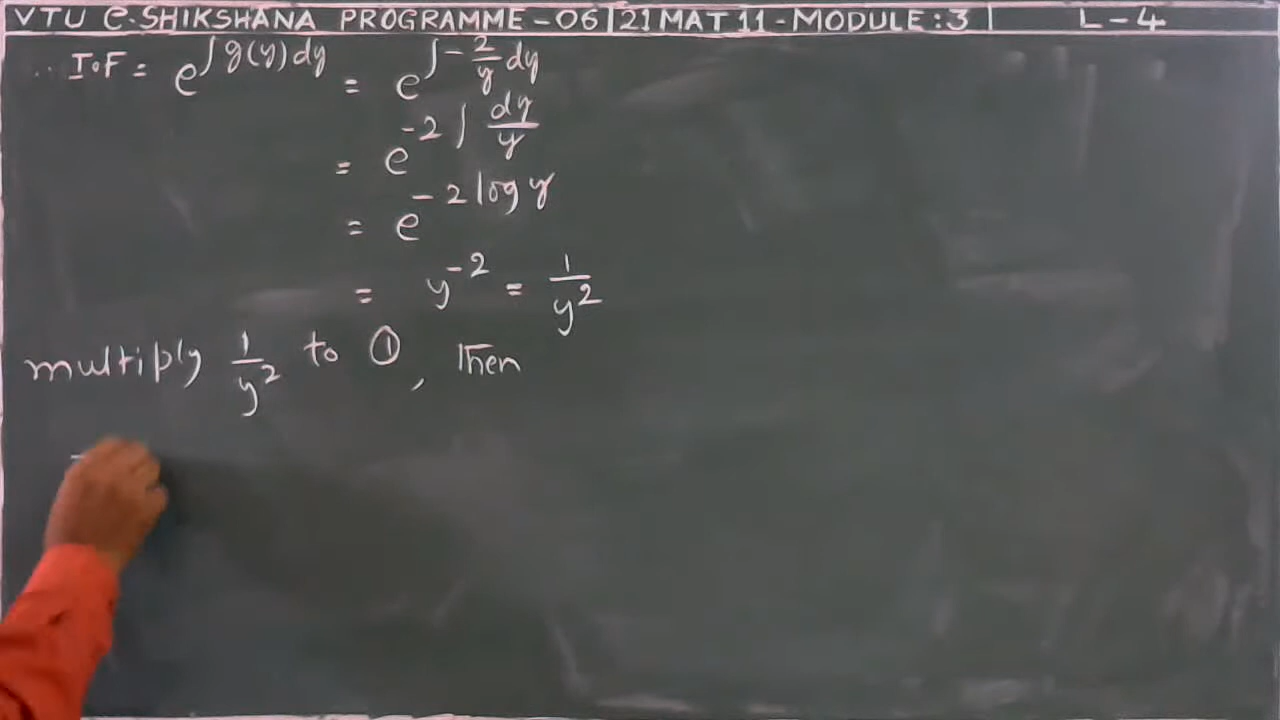 VTU e-SHIKSHANA PROGRAMME - 06 | 21MAT11 - MODULE : 3 | L - 4
∴ I.F = e^{∫ g(y) dy} = e^{∫ -2/y dy}
= e^{-2 ∫ dy/y}
= e^{-2 log y}
= y^{-2} = 1/y^2
multiply 1/y^2 to ①, Then